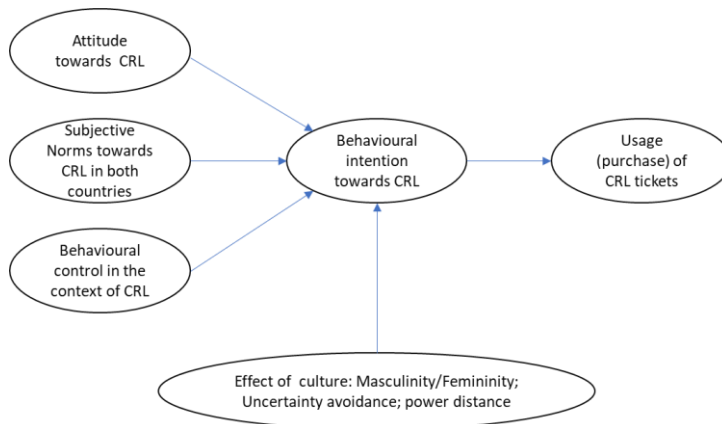 Attitude
towards CRL
Subjective
Norms towards
CRL in both
countries
Behavioural
control in the
context of CRL
Behavioural
intention
towards CRL
Usage
(purchase) of
CRL tickets
Effect of culture: Masculinity/Femininity;
Uncertainty avoidance; power distance